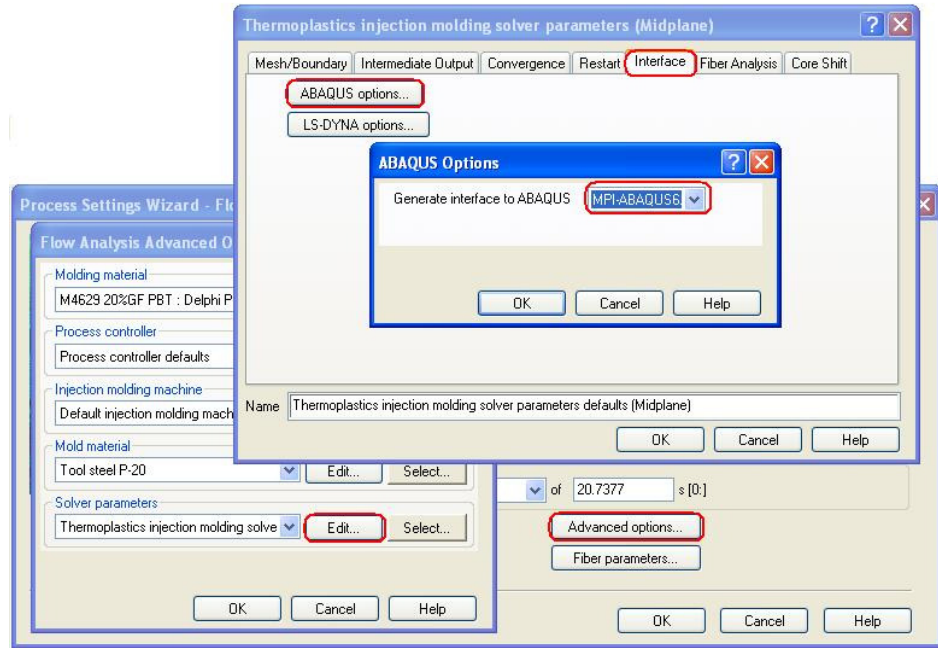 Thermoplastics injection molding solver parameters (Midplane)
Mesh/Boundary Intermediate Output Convergence Restart Interface Fiber Analysis Core Shift
ABAQUS options...
LS-DYNA options...
ABAQUS Options
Generate interface to ABAQUS MPI-ABAQUS6.
OK Cancel Help
Name Thermoplastics injection molding solver parameters defaults (Midplane)
OK Cancel Help
Process Settings Wizard - Flo
Flow Analysis Advanced O
Molding material
M4629 20%GF PBT : Delphi P
Process controller
Process controller defaults
Injection molding machine
Default injection molding mach
Mold material
Tool steel P-20 Edit... Select...
Solver parameters
Thermoplastics injection molding solve Edit... Select...
OK Cancel Help
of 20.7377 s [0:]
Advanced options...
Fiber parameters...
OK Cancel Help